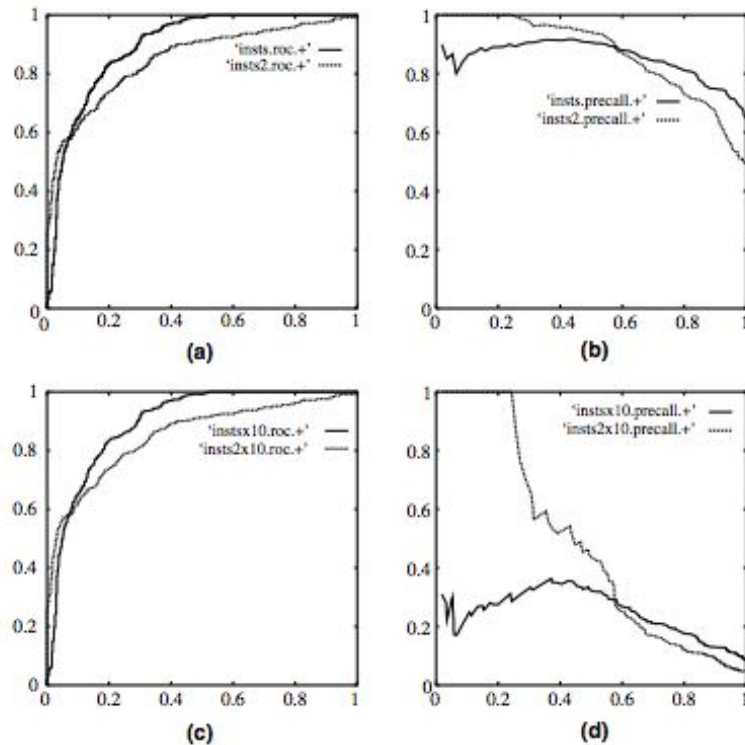 1
'insts.roc.+'
'insts2.roc.+'
0.8
0.6
0.4
0.2
0
0 0.2 0.4 0.6 0.8 1
(a)
1
0.8
'insts.precall.+'
'insts2.precall.+'
0.6
0.4
0.2
0
0 0.2 0.4 0.6 0.8 1
(b)
1
'instsx10.roc.+'
'insts2x10.roc.+'
0.8
0.6
0.4
0.2
0
0 0.2 0.4 0.6 0.8 1
(c)
1
'instsx10.precall.+'
'insts2x10.precall.+'
0.8
0.6
0.4
0.2
0
0 0.2 0.4 0.6 0.8 1
(d)